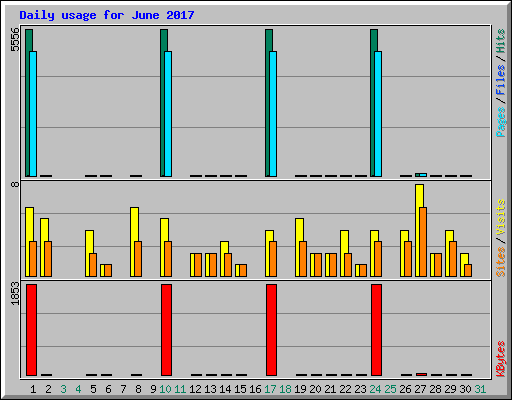 Daily usage for June 2017
5556
Pages/Files/Hits
8
Sites/Visits
1853
KBytes
1 2 3 4 5 6 7 8 9 10 11 12 13 14 15 16 17 18 19 20 21 22 23 24 25 26 27 28 29 30 31